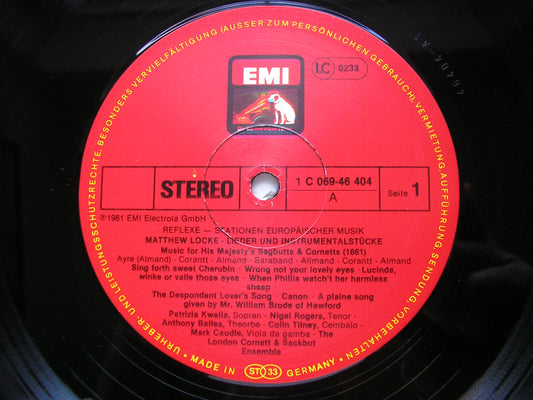 EMI
LC 0233
STEREO
1 C 069-46 404
A
Seite 1
℗1981 EMI Electrola GmbH
REFLEXE — STATIONEN EUROPÄISCHER MUSIK
MATTHEW LOCKE - LIEDER UND INSTRUMENTALSTÜCKE
Music for His Majesty's Sagbutts & Cornetts (1661)
Ayre (Almand) · Corantt · Almand · Saraband · Allmand · Corantt · Almand
Sing forth sweet Cherubin · Wrong not your lovely eyes · Lucinda,
winke or vaile those eyes · When Phillis watch't her harmless
sheep ·
The Despondent Lover's Song · Canon · A plaine song
given by Mr. William Brode of Hawford
Patrizia Kwella, Sopran · Nigel Rogers, Tenor ·
Anthony Bailes, Theorbe · Colin Tilney, Cembalo ·
Mark Caudle, Viola da gamba · The
London Cornett & Sackbut
Ensemble
URHEBER- UND LEISTUNGSSCHUTZRECHTE, BESONDERS VERVIELFÄLTIGUNG (AUSSER ZUM PERSÖNLICHEN GEBRAUCH), VERMIETUNG, AUFFÜHRUNG, SENDUNG, VORBEHALTEN
MADE IN ST 33 GERMANY